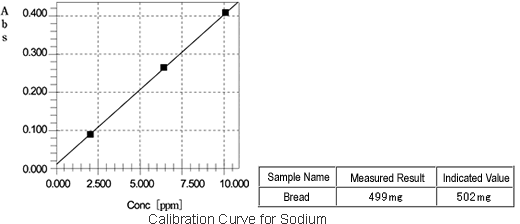 Abs
0.400
0.300
0.200
0.100
0.000
0.000 2.500 5.000 7.500 10.000
Conc [ppm]
Sample Name Measured Result Indicated Value
Bread 499mg 502mg
Calibration Curve for Sodium